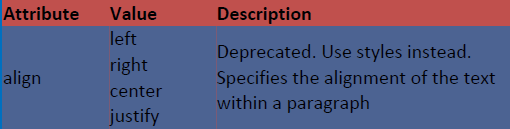 Attribute Value Description
align
left
right
center
justify
Deprecated. Use styles instead.
Specifies the alignment of the text
within a paragraph